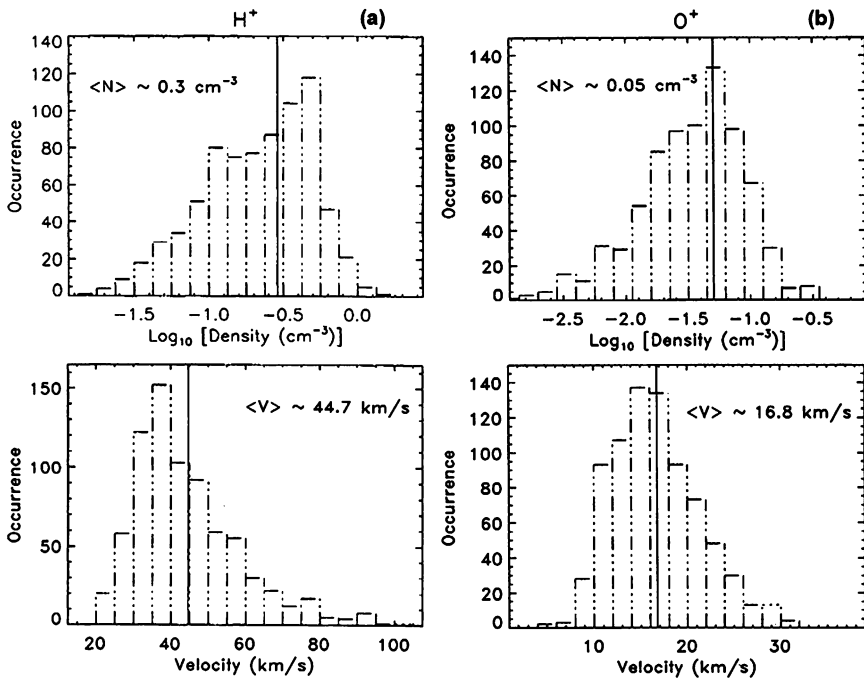 H+ (a)
140
120
100
80
60
40
20
0
Occurrence
<N> ~ 0.3 cm−3
−1.5 −1.0 −0.5 0.0
Log10 [Density (cm−3)]
O+ (b)
140
120
100
80
60
40
20
0
Occurrence
<N> ~ 0.05 cm−3
−2.5 −2.0 −1.5 −1.0 −0.5
Log10 [Density (cm−3)]
150
100
50
0
Occurrence
<V> ~ 44.7 km/s
20 40 60 80 100
Velocity (km/s)
140
120
100
80
60
40
20
0
Occurrence
<V> ~ 16.8 km/s
10 20 30
Velocity (km/s)